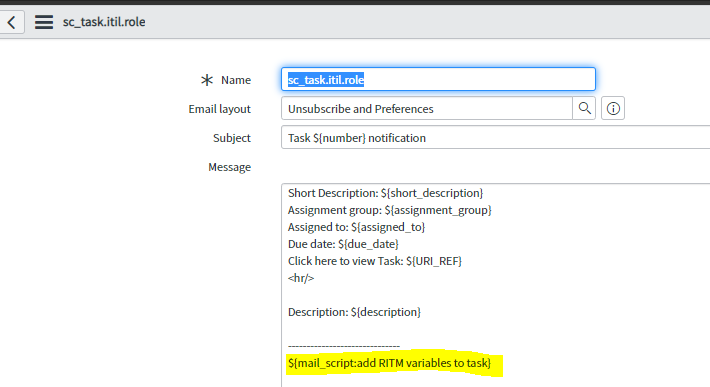 sc_task.itil.role
Name
sc_task.itil.role
Email layout
Unsubscribe and Preferences
Subject
Task ${number} notification
Message
Short Description: ${short_description}
Assignment group: ${assignment_group}
Assigned to: ${assigned_to}
Due date: ${due_date}
Click here to view Task: ${URI_REF}
<hr/>
Description: ${description}
------------------------------
${mail_script:add RITM variables to task}